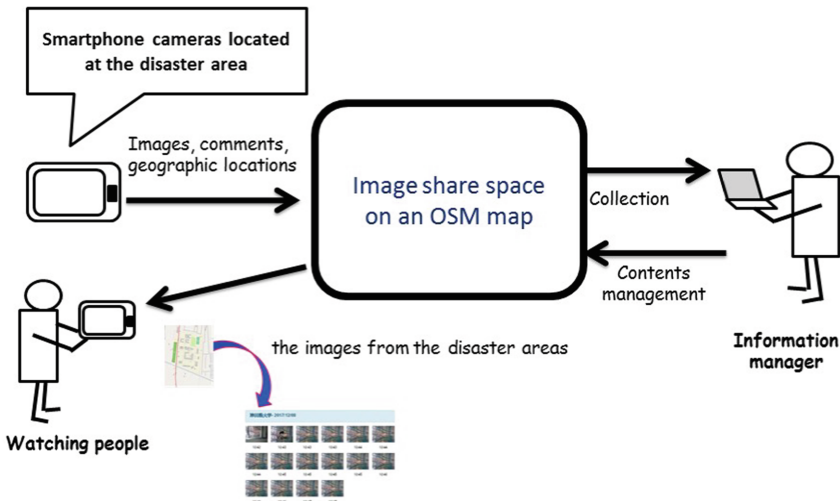 Smartphone cameras located
at the disaster area
Images, comments,
geographic locations
Image share space
on an OSM map
Collection
Contents
management
Information
manager
the images from the disaster areas
Watching people